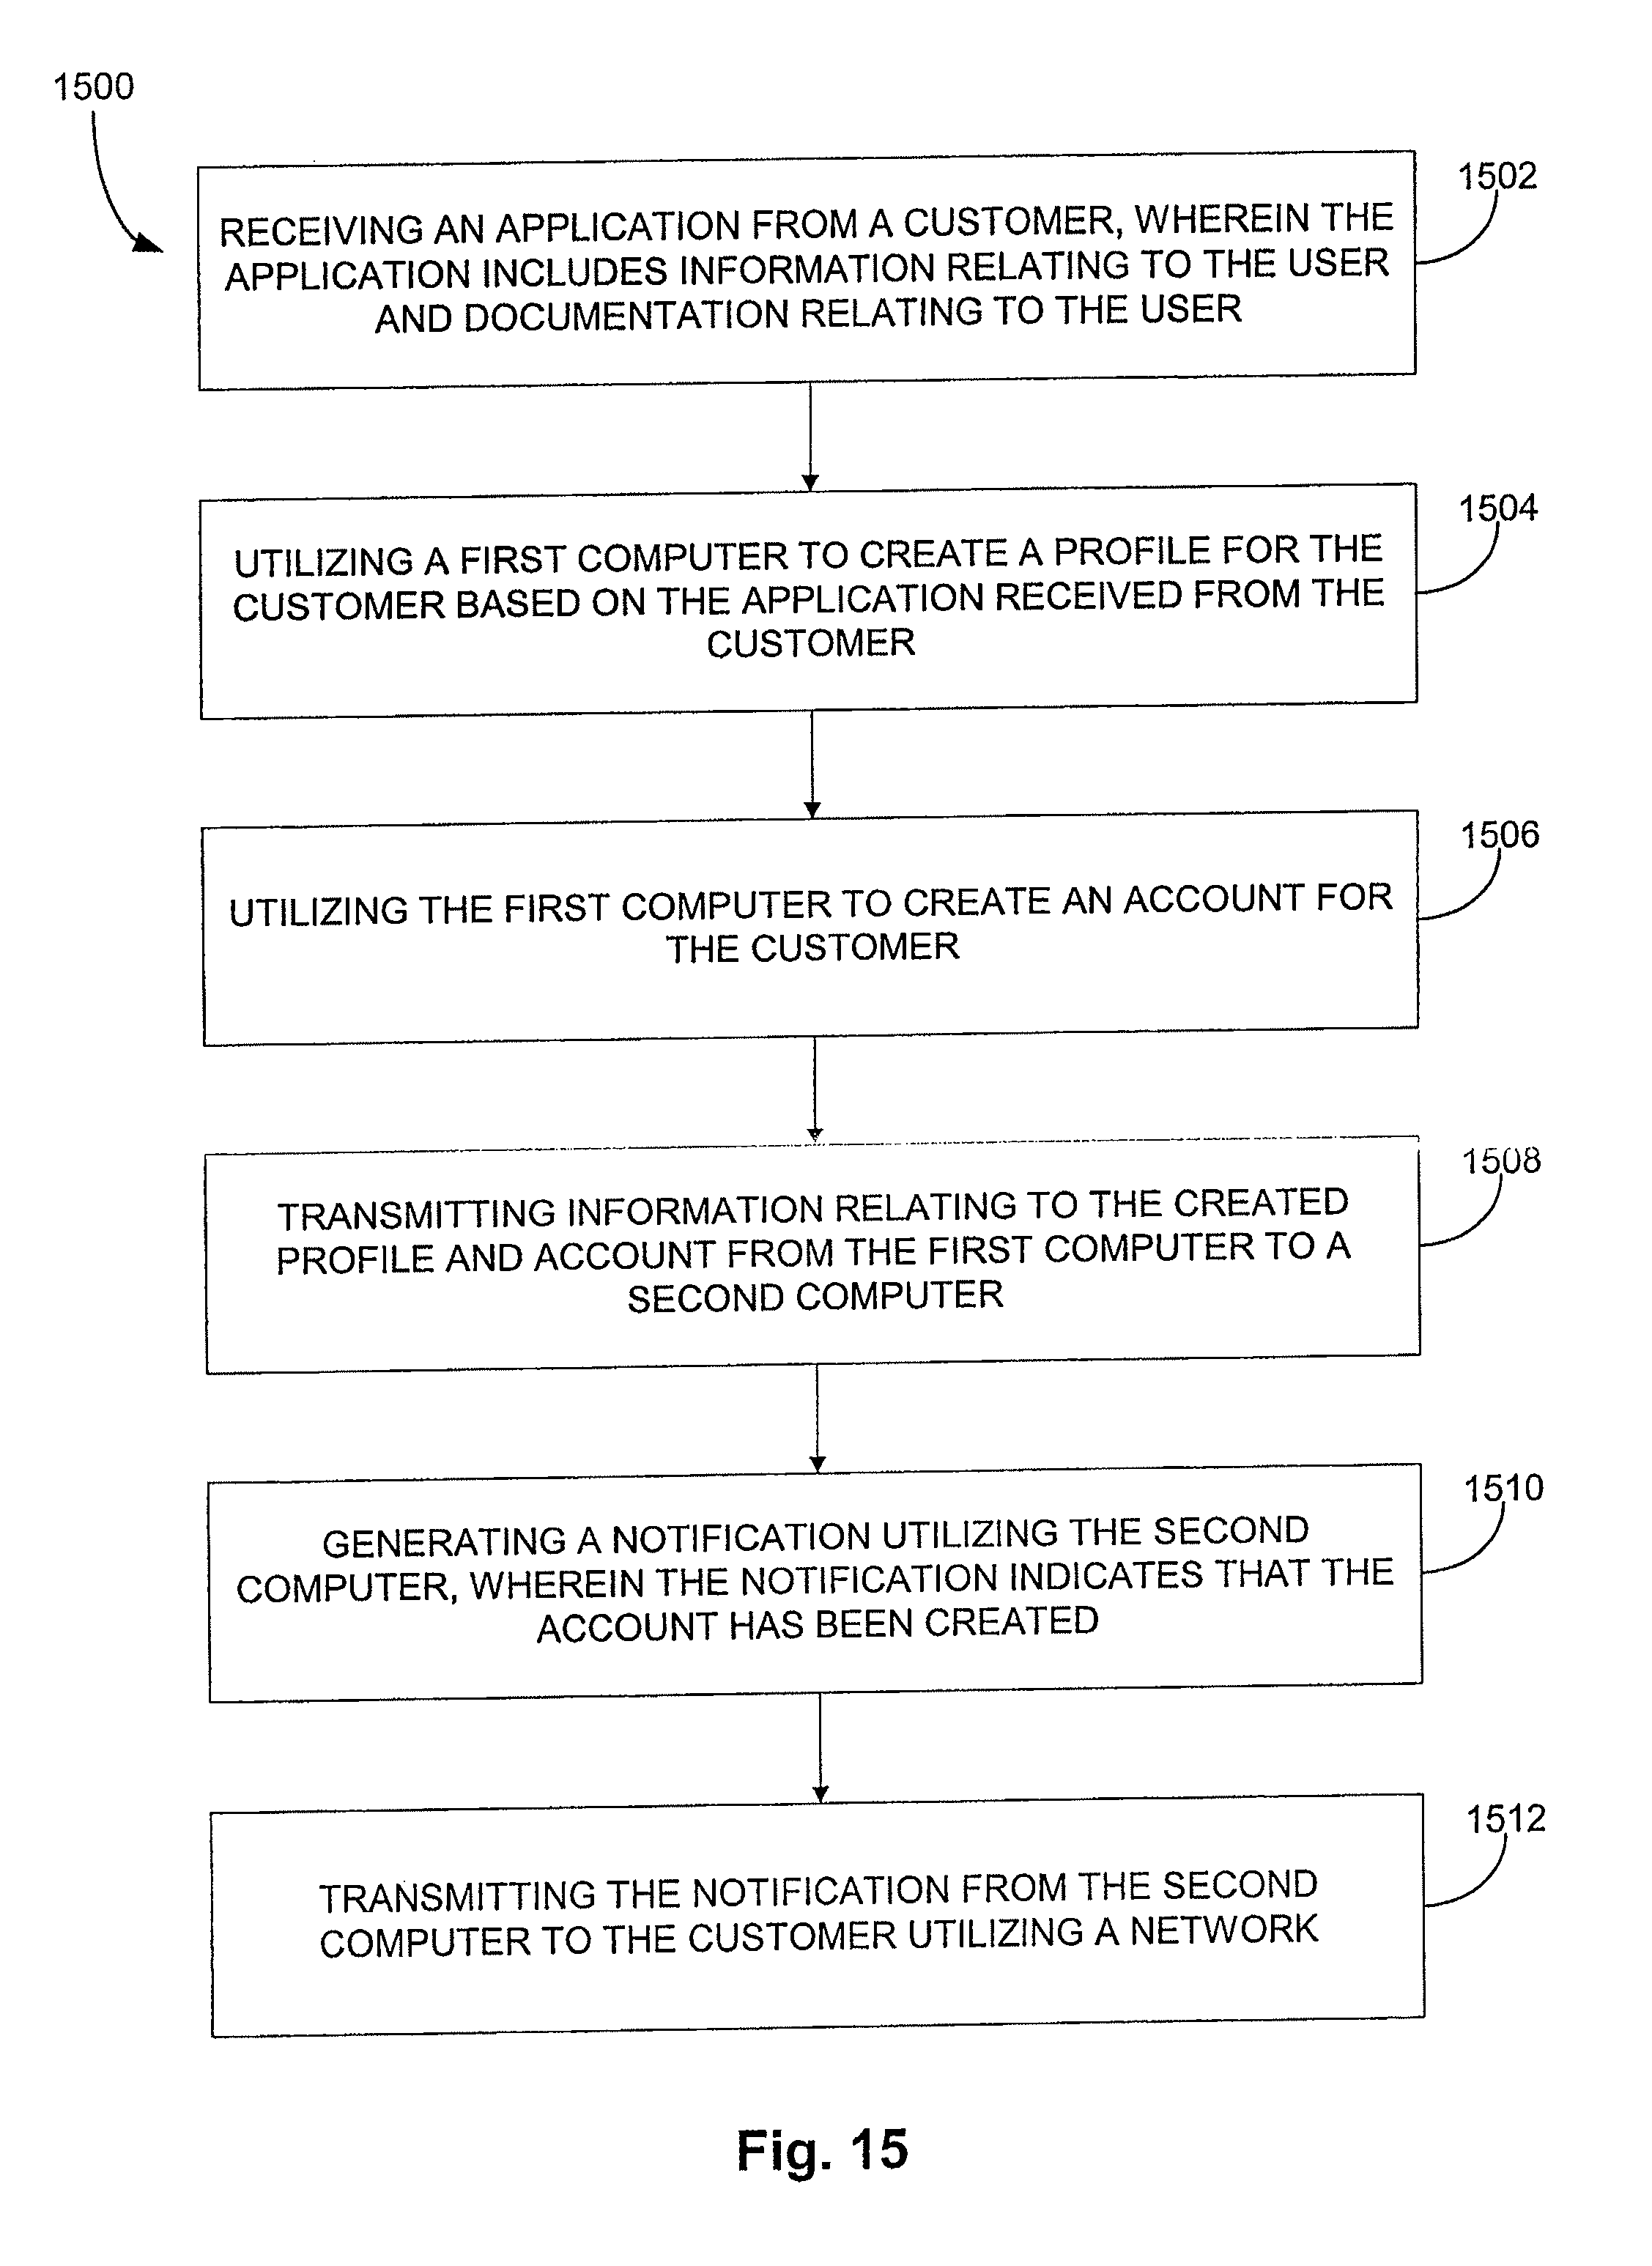 1500
1502
RECEIVING AN APPLICATION FROM A CUSTOMER, WHEREIN THE
APPLICATION INCLUDES INFORMATION RELATING TO THE USER
AND DOCUMENTATION RELATING TO THE USER
1504
UTILIZING A FIRST COMPUTER TO CREATE A PROFILE FOR THE
CUSTOMER BASED ON THE APPLICATION RECEIVED FROM THE
CUSTOMER
1506
UTILIZING THE FIRST COMPUTER TO CREATE AN ACCOUNT FOR
THE CUSTOMER
1508
TRANSMITTING INFORMATION RELATING TO THE CREATED
PROFILE AND ACCOUNT FROM THE FIRST COMPUTER TO A
SECOND COMPUTER
1510
GENERATING A NOTIFICATION UTILIZING THE SECOND
COMPUTER, WHEREIN THE NOTIFICATION INDICATES THAT THE
ACCOUNT HAS BEEN CREATED
1512
TRANSMITTING THE NOTIFICATION FROM THE SECOND
COMPUTER TO THE CUSTOMER UTILIZING A NETWORK
Fig. 15